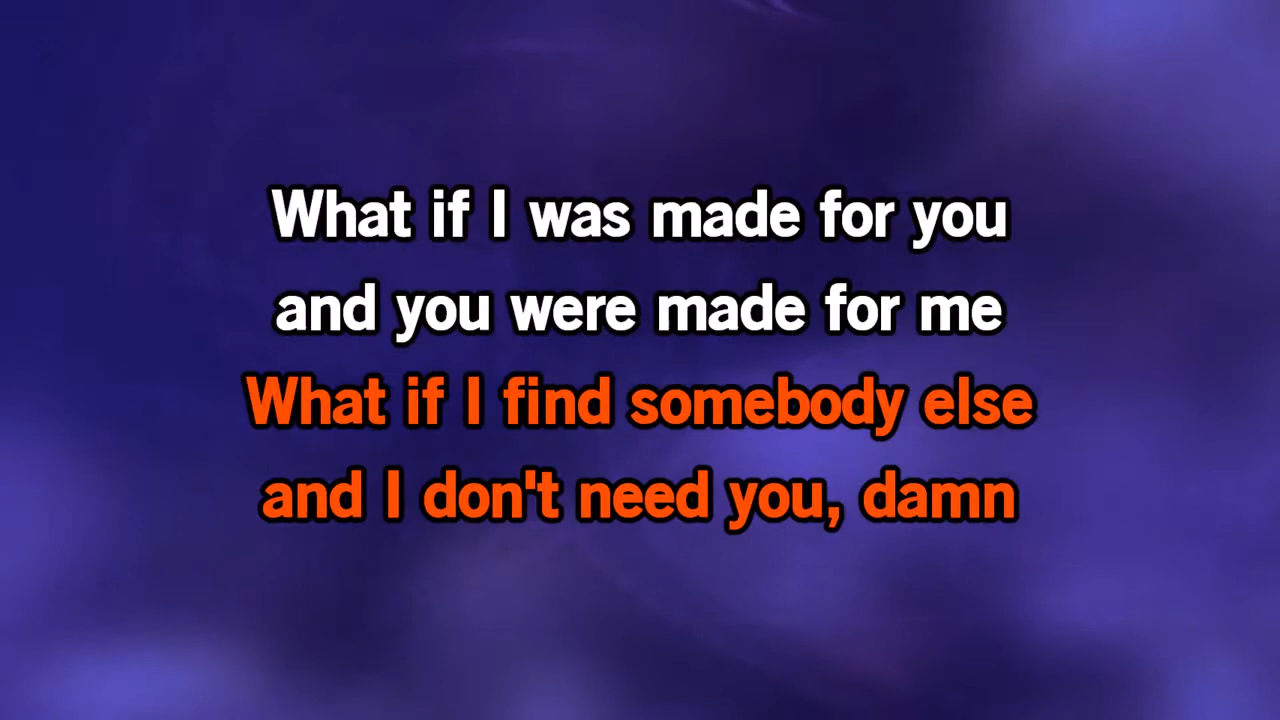 What if I was made for you
and you were made for me
What if I find somebody else
and I don't need you, damn